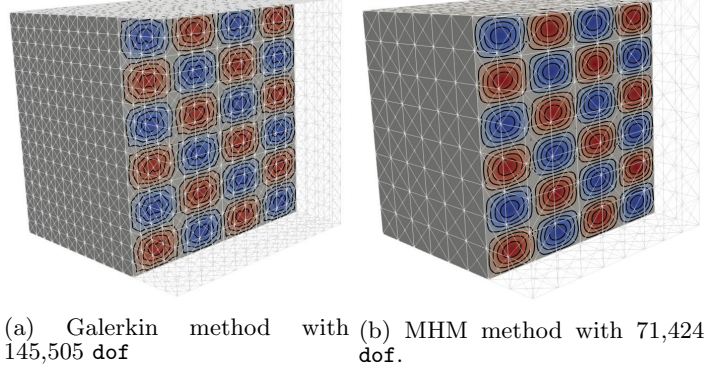 (a) Galerkin method with
145,505 dof
(b) MHM method with 71,424
dof.